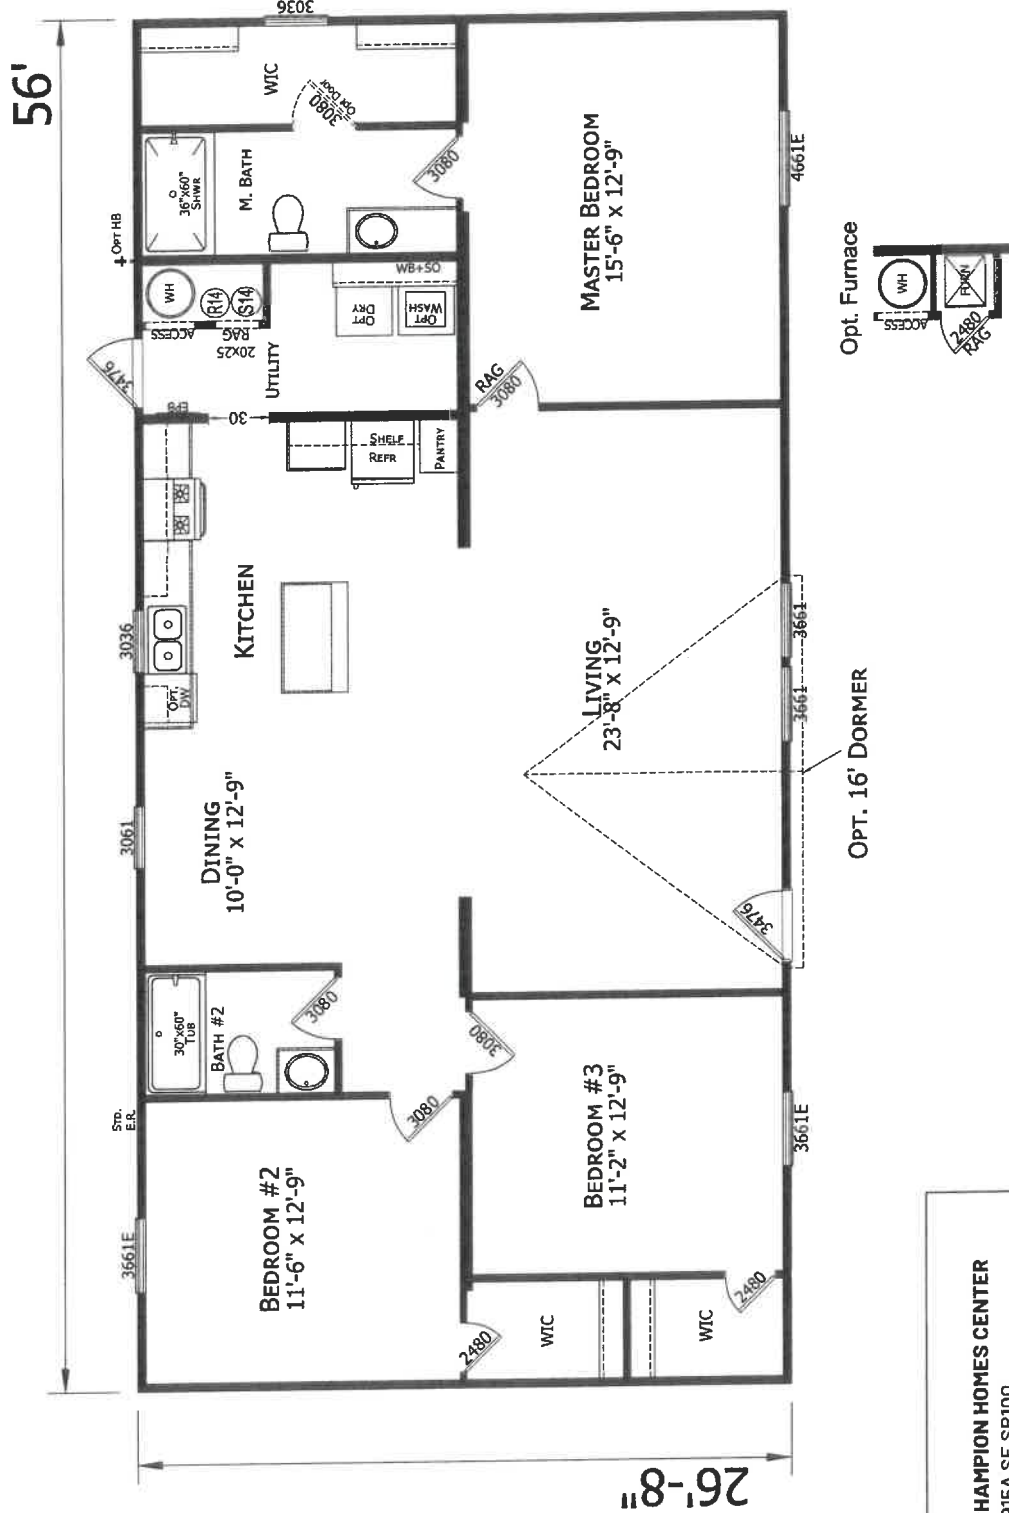 56'
3036
WIC
3080
Opt Door
36"x60"
SHWR
M. BATH
3080
MASTER BEDROOM
15'-6" x 12'-9"
4661E
OPT HB
WH
R14
S14
ACCESS
RAG
20x25
UTILITY
OPT
DRY
OPT
WASH
WB+SO
3476
EPB
30
SHELF
REFR
PANTRY
RAG
3080
KITCHEN
3036
OPT.
DW
3061
DINING
10'-0" x 12'-9"
LIVING
23'-8" x 12'-9"
3661
3661
OPT. 16' DORMER
3476
Opt. Furnace
WH
ACCESS
FURN
2480
RAG
30"x60"
TUB
BATH #2
3080
3080
3080
STD.
E.R.
3661E
BEDROOM #2
11'-6" x 12'-9"
BEDROOM #3
11'-2" x 12'-9"
3661E
2480
WIC
WIC
2480
26'-8"
HAMPION HOMES CENTER
915A SE SR100